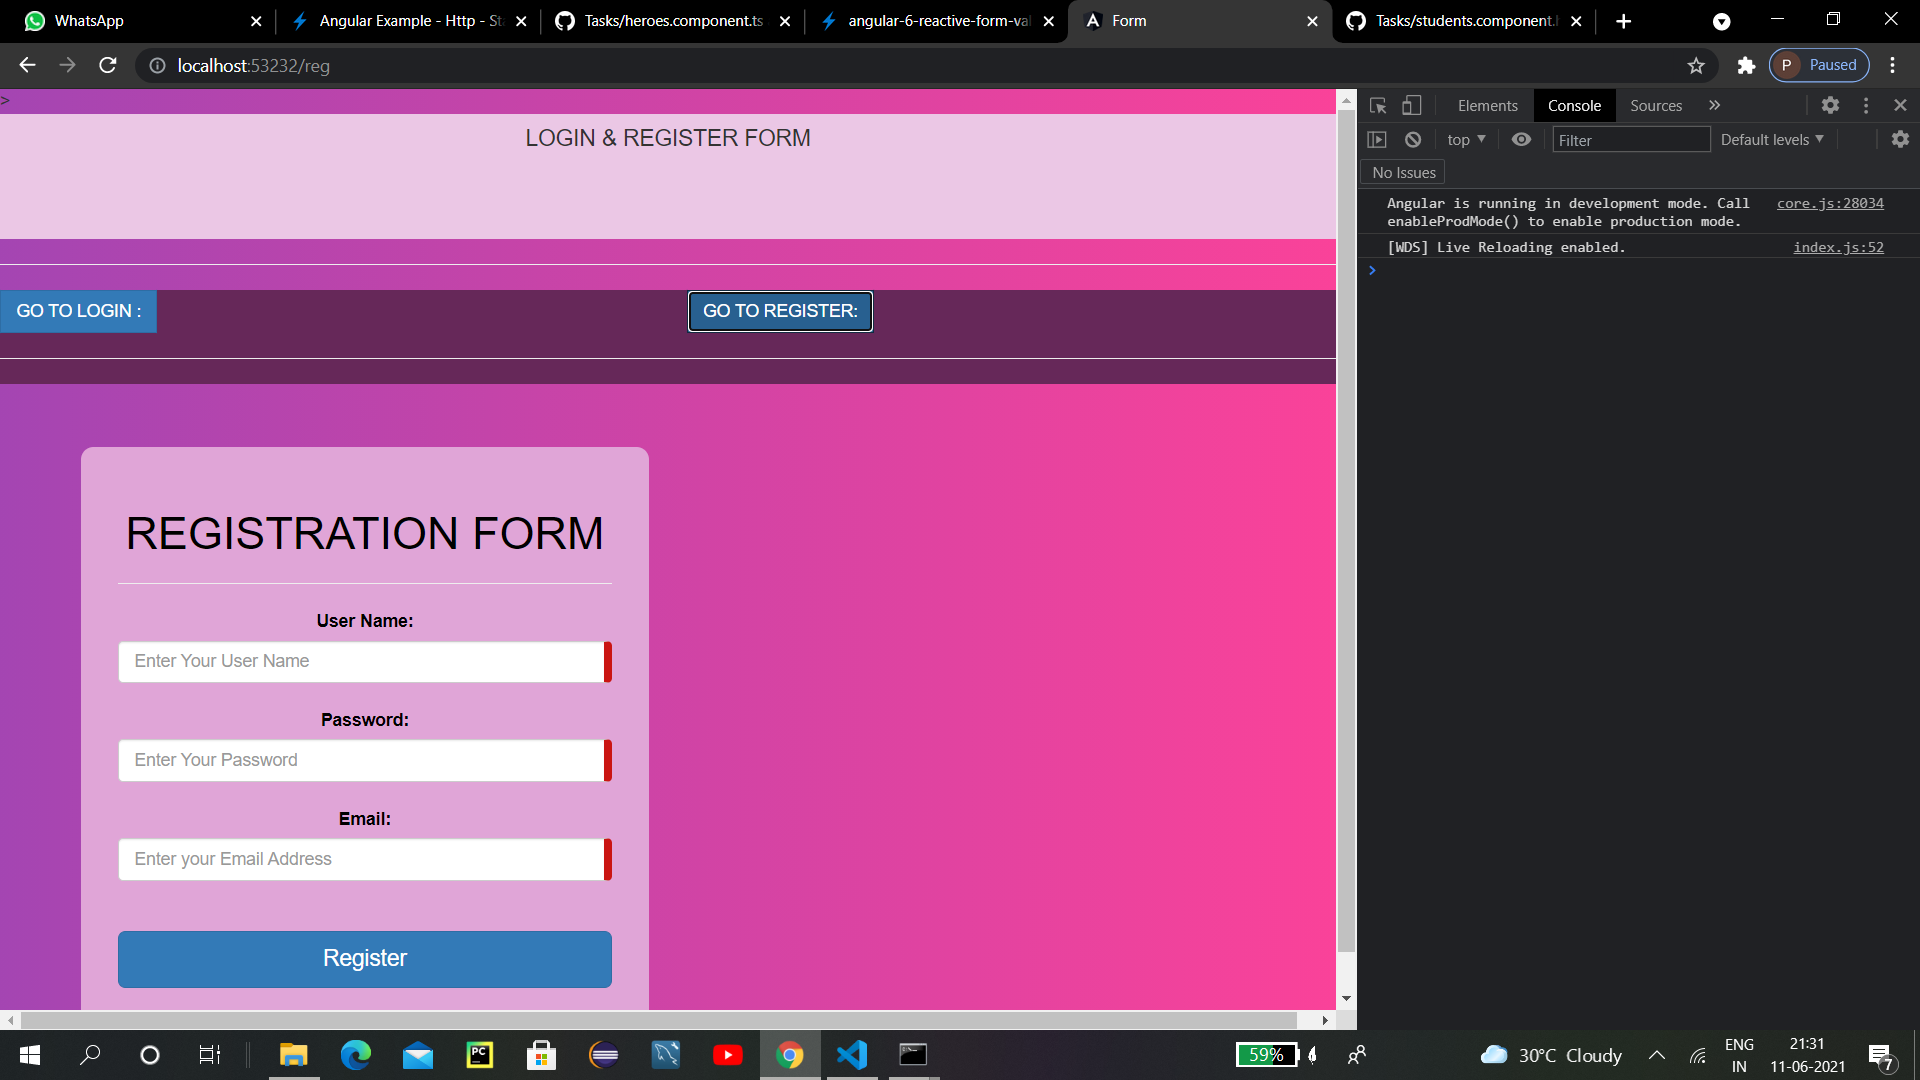 WhatsApp
Angular Example - Http - St
Tasks/heroes.component.ts
angular-6-reactive-form-val
Form
Tasks/students.component.h
localhost:53232/reg
P Paused
>
LOGIN & REGISTER FORM
GO TO LOGIN :
GO TO REGISTER:
REGISTRATION FORM
User Name:
Enter Your User Name
Password:
Enter Your Password
Email:
Enter your Email Address
Register
Elements Console Sources »
top Filter Default levels
No Issues
Angular is running in development mode. Call core.js:28034
enableProdMode() to enable production mode.
[WDS] Live Reloading enabled. index.js:52
PC
59%
30°C Cloudy
ENG
IN
21:31
11-06-2021
7